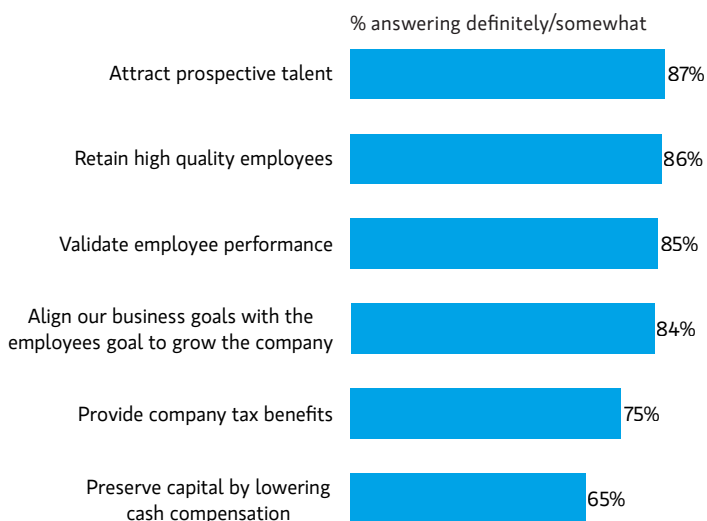 % answering definitely/somewhat
Attract prospective talent
87%
Retain high quality employees
86%
Validate employee performance
85%
Align our business goals with the
employees goal to grow the company
84%
Provide company tax benefits
75%
Preserve capital by lowering
cash compensation
65%